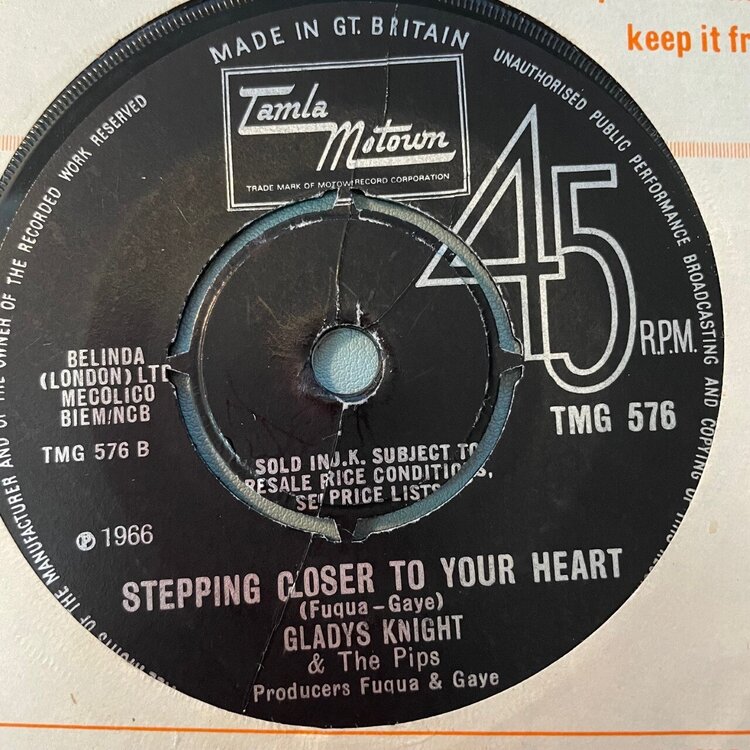 keep it fr
MADE IN GT. BRITAIN
UNAUTHORISED PUBLIC PERFORMANCE BROADCASTING AND COPYING OF THIS
THE MANUFACTURER AND OF THE OWNER OF THE RECORDED WORK RESERVED
Tamla
Motown
TRADE MARK OF MOTOWN RECORD CORPORATION
45
R.P.M.
BELINDA
(LONDON) LTD
MECOLICO
BIEM/NCB
TMG 576
TMG 576 B
SOLD IN U.K. SUBJECT TO
RESALE PRICE CONDITIONS,
SEE PRICE LISTS
℗ 1966
STEPPING CLOSER TO YOUR HEART
(Fuqua-Gaye)
GLADYS KNIGHT
& The Pips
Producers Fuqua & Gaye